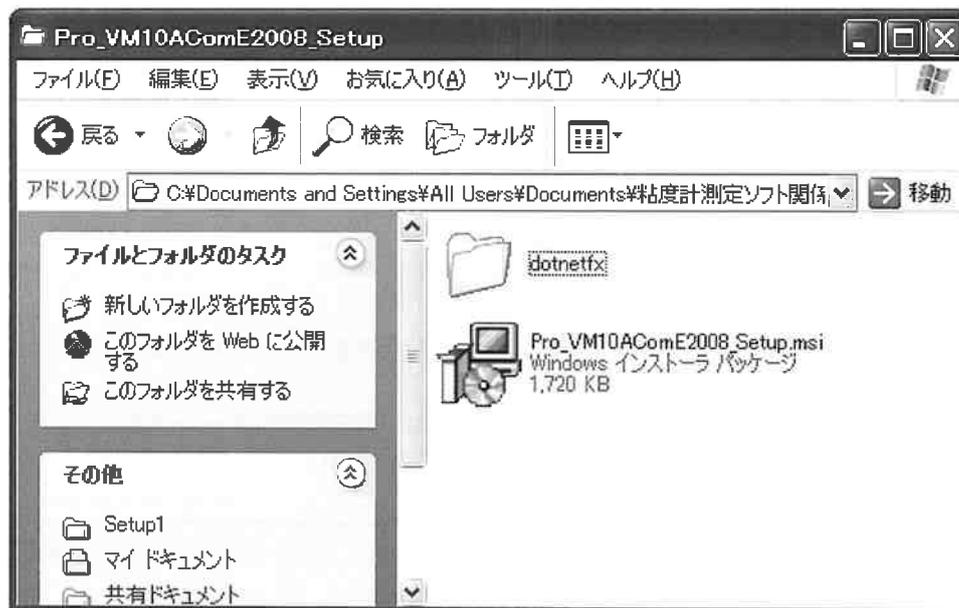 Pro_VM10AComE2008_Setup
ファイル(F) 編集(E) 表示(V) お気に入り(A) ツール(T) ヘルプ(H)
戻る 検索 フォルダ
アドレス(D) C:¥Documents and Settings¥All Users¥Documents¥粘度計測定ソフト関係 移動
ファイルとフォルダのタスク
新しいフォルダを作成する
このフォルダを Web に公開
する
このフォルダを共有する
その他
Setup1
マイ ドキュメント
共有ドキュメント
dotnetfx
Pro_VM10AComE2008_Setup.msi
Windows インストーラ パッケージ
1,720 KB